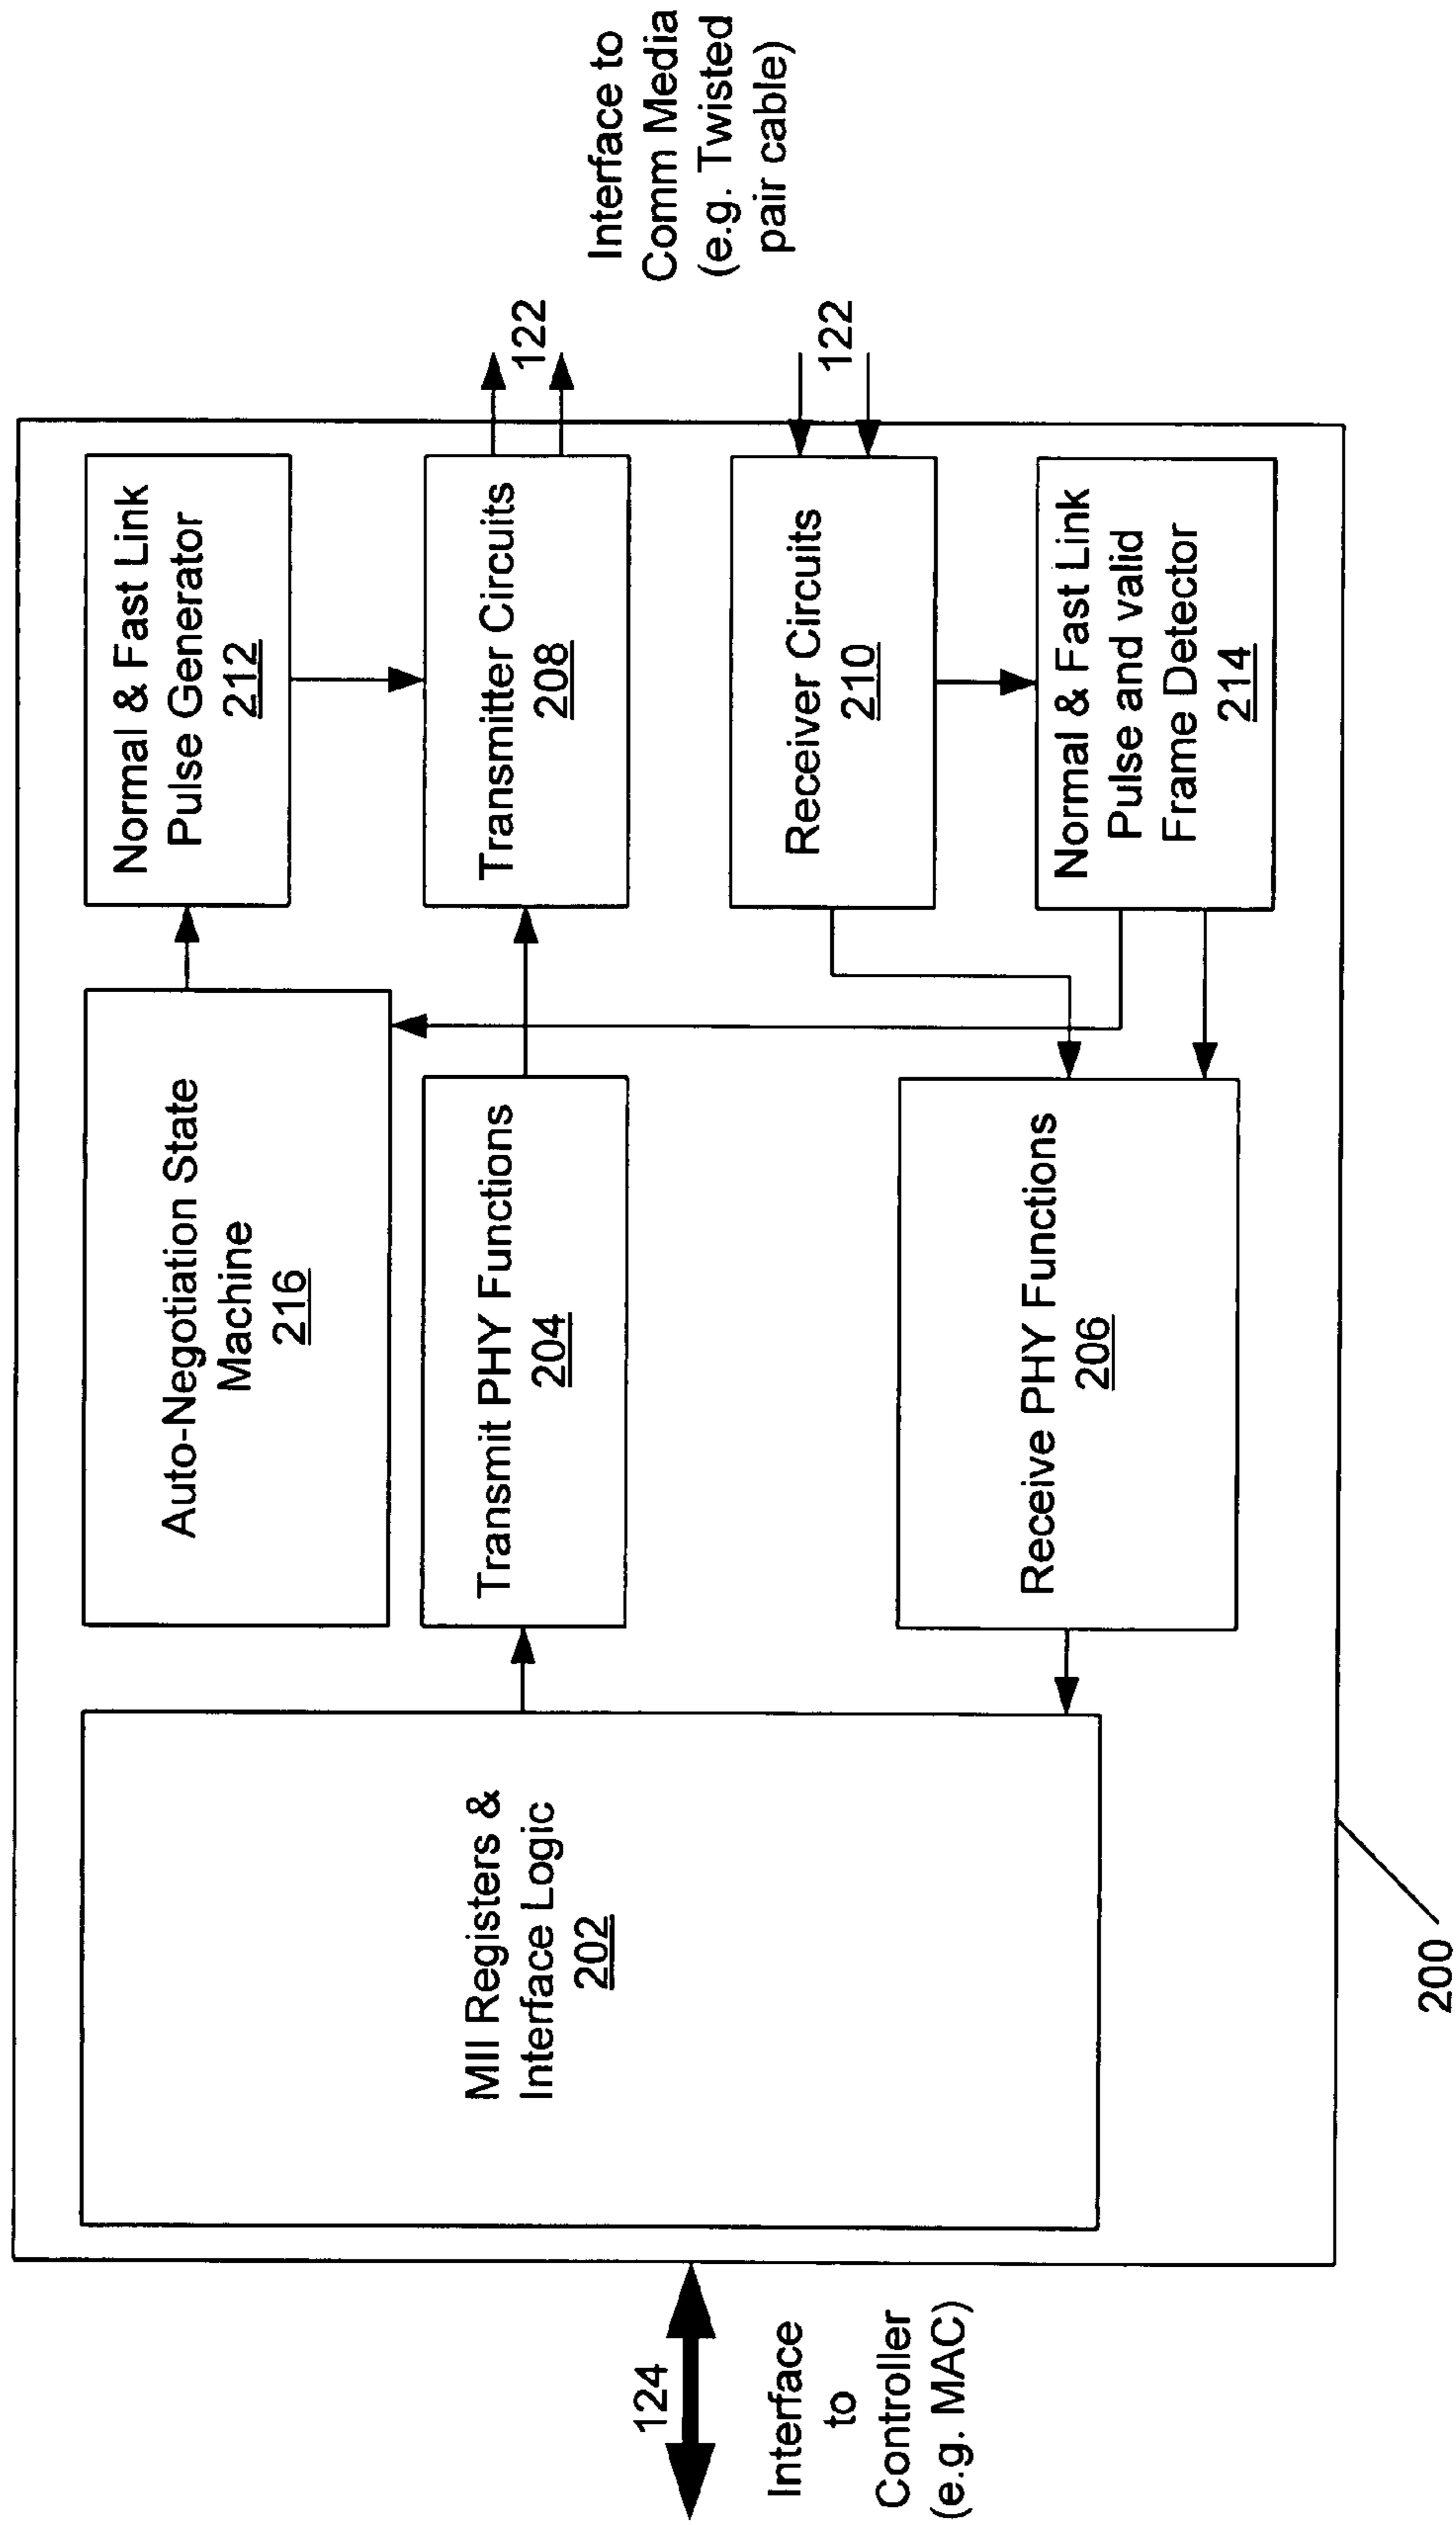 124
Interface
to
Controller
(e.g. MAC)
MII Registers &
Interface Logic
202
Auto-Negotiation State
Machine
216
Transmit PHY Functions
204
Receive PHY Functions
206
Normal & Fast Link
Pulse Generator
212
Transmitter Circuits
208
Receiver Circuits
210
Normal & Fast Link
Pulse and valid
Frame Detector
214
122
122
Interface to
Comm Media
(e.g. Twisted
pair cable)
200